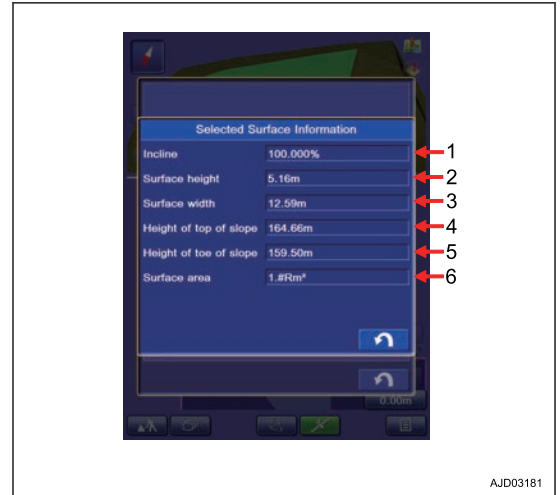 Selected Surface Information
Incline 100.000% 1
Surface height 5.16m 2
Surface width 12.59m 3
Height of top of slope 164.66m 4
Height of toe of slope 159.50m 5
Surface area 1.#Rm² 6
0.00m
AJD03181